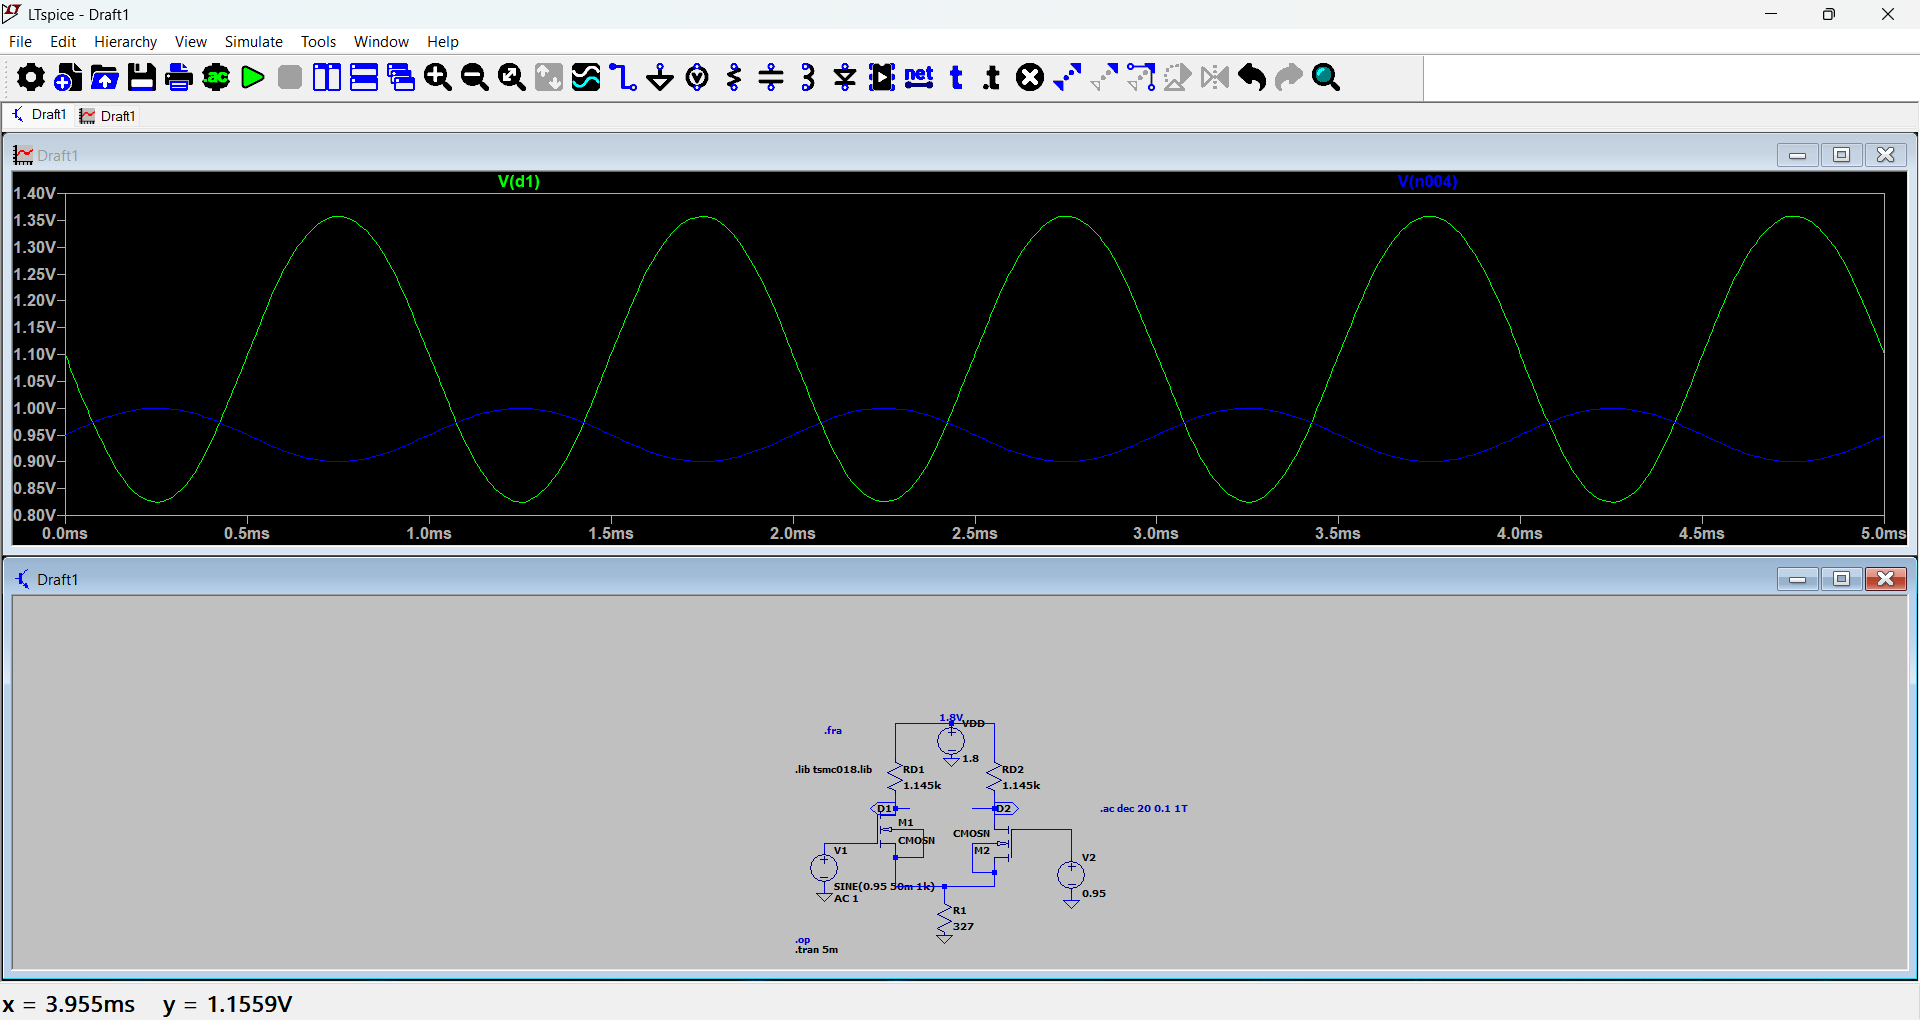 LTspice - Draft1
File Edit Hierarchy View Simulate Tools Window Help
.ac net t .t
Draft1 Draft1
Draft1
V(d1) V(n004)
1.40V
1.35V
1.30V
1.25V
1.20V
1.15V
1.10V
1.05V
1.00V
0.95V
0.90V
0.85V
0.80V
0.0ms 0.5ms 1.0ms 1.5ms 2.0ms 2.5ms 3.0ms 3.5ms 4.0ms 4.5ms 5.0ms
Draft1
1.8V
VDD
.fra
1.8
.lib tsmc018.lib RD1 RD2
1.145k 1.145k
D1 D2 .ac dec 20 0.1 1T
M1
CMOSN CMOSN
V1 M2 V2
SINE(0.95 50m 1k) 0.95
AC 1
R1
327
.op
.tran 5m
x = 3.955ms y = 1.1559V